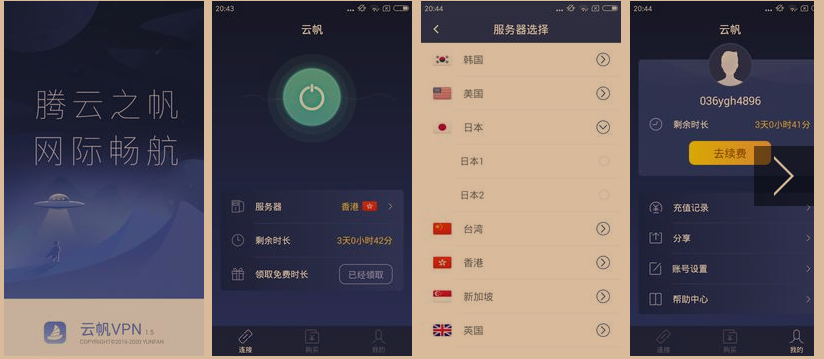 腾云之帆
网际畅航
云帆VPN 1.5
COPYRIGHT©2016-2020 YUNFAN
20:43
云帆
服务器
香港
剩余时长
3天0小时42分
领取免费时长
已经领取
连接
购买
我的
20:44
服务器选择
韩国
美国
日本
日本1
日本2
台湾
香港
新加坡
英国
20:44
云帆
036ygh4896
剩余时长
3天0小时41分
去续费
充值记录
分享
账号设置
帮助中心
连接
购买
我的